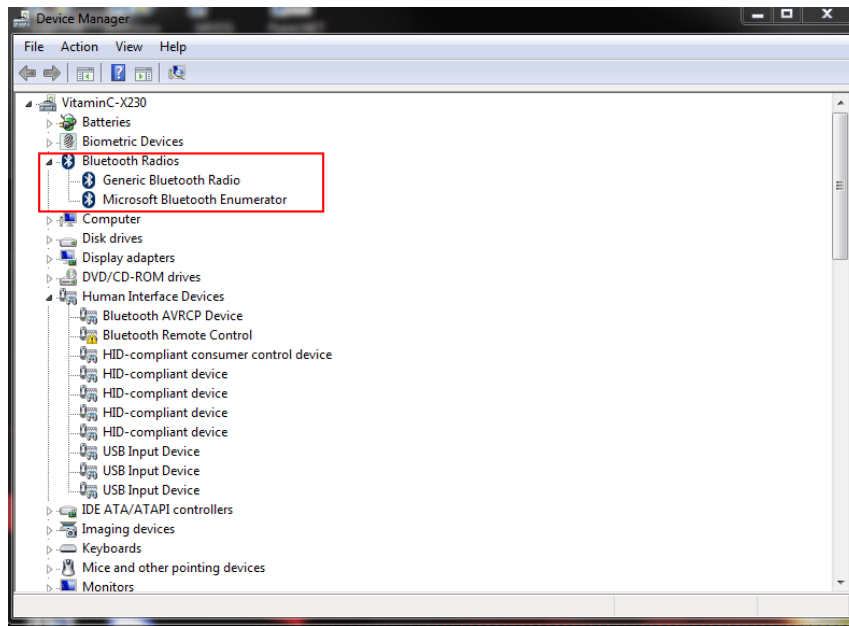 Device Manager
File Action View Help
VitaminC-X230
Batteries
Biometric Devices
Bluetooth Radios
Generic Bluetooth Radio
Microsoft Bluetooth Enumerator
Computer
Disk drives
Display adapters
DVD/CD-ROM drives
Human Interface Devices
Bluetooth AVRCP Device
Bluetooth Remote Control
HID-compliant consumer control device
HID-compliant device
HID-compliant device
HID-compliant device
HID-compliant device
USB Input Device
USB Input Device
USB Input Device
IDE ATA/ATAPI controllers
Imaging devices
Keyboards
Mice and other pointing devices
Monitors